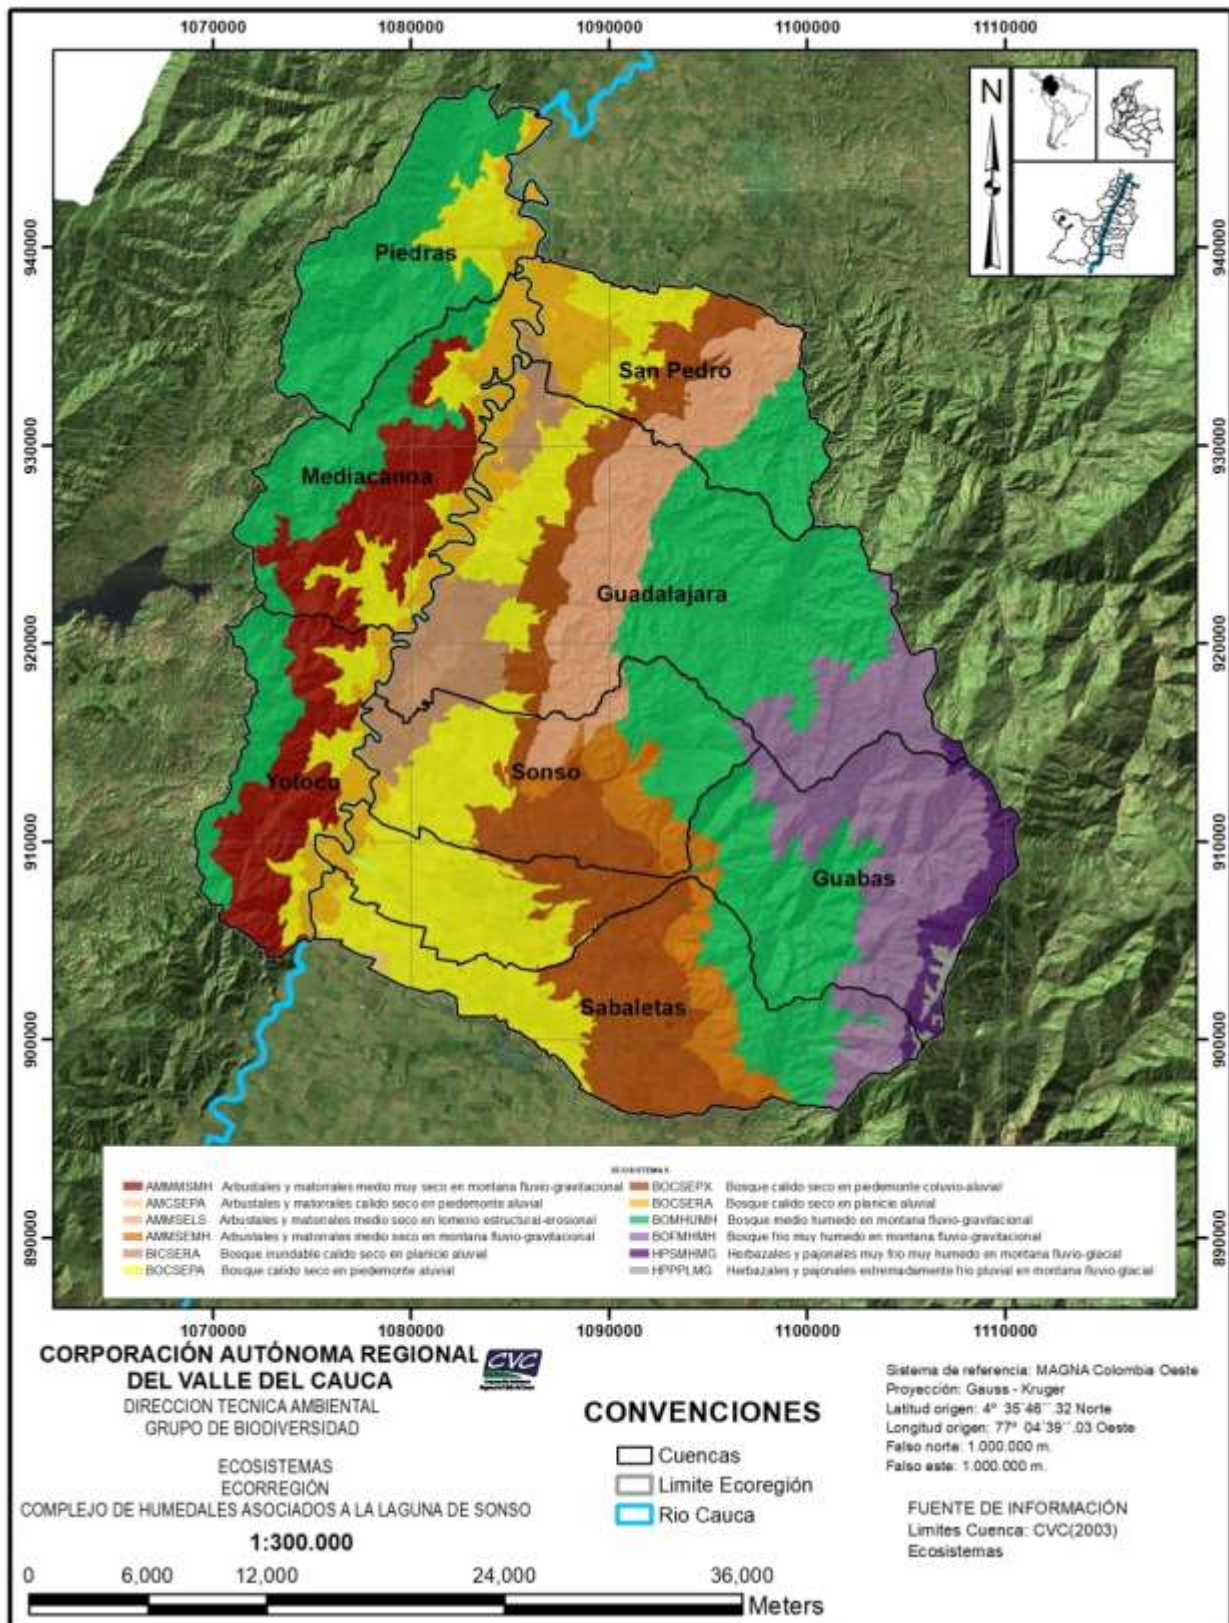 1070000 1080000 1090000 1100000 1110000
N
940000 940000
Piedras
San Pedro
930000 930000
Mediacanoa
Guadalajara
920000 920000
Sonso
Yotoco
910000 910000
Guabas
Sabaletas
900000 900000
ECOSISTEMAS
AMMMSMH Arbustales y matorrales medio muy seco en montana fluvio-gravitacional
AMCSEPA Arbustales y matorrales calido seco en piedemonte aluvial
AMMSELS Arbustales y matorrales medio seco en lomerio estructural-erosional
AMMSEMH Arbustales y matorrales medio seco en montana fluvio-gravitacional
BICSERA Bosque inundable calido seco en planicie aluvial
BOCSEPA Bosque calido seco en piedemonte aluvial
BOCSEPX Bosque calido seco en piedemonte coluvio-aluvial
BOCSERA Bosque calido seco en planicie aluvial
BOMHUMH Bosque medio humedo en montana fluvio-gravitacional
BOFMHMH Bosque frio muy humedo en montana fluvio-gravitacional
HPSMHMG Herbazales y pajonales muy frio muy humedo en montana fluvio-glacial
HPPPLMG Herbazales y pajonales extremadamente frio pluvial en montana fluvio-glacial
890000 890000
1070000 1080000 1090000 1100000 1110000
CORPORACIÓN AUTÓNOMA REGIONAL
DEL VALLE DEL CAUCA
CVC
DIRECCION TECNICA AMBIENTAL
GRUPO DE BIODIVERSIDAD
ECOSISTEMAS
ECORREGIÓN
COMPLEJO DE HUMEDALES ASOCIADOS A LA LAGUNA DE SONSO
1:300.000
0 6,000 12,000 24,000 36,000
Meters
CONVENCIONES
Cuencas
Limite Ecoregión
Rio Cauca
Sistema de referencia: MAGNA Colombia Oeste
Proyección: Gauss - Kruger
Latitud origen: 4º 35´46´´.32 Norte
Longitud origen: 77º 04´39´´.03 Oeste
Falso norte: 1.000.000 m.
Falso este: 1.000.000 m.
FUENTE DE INFORMACIÓN
Limites Cuenca: CVC(2003)
Ecosistemas